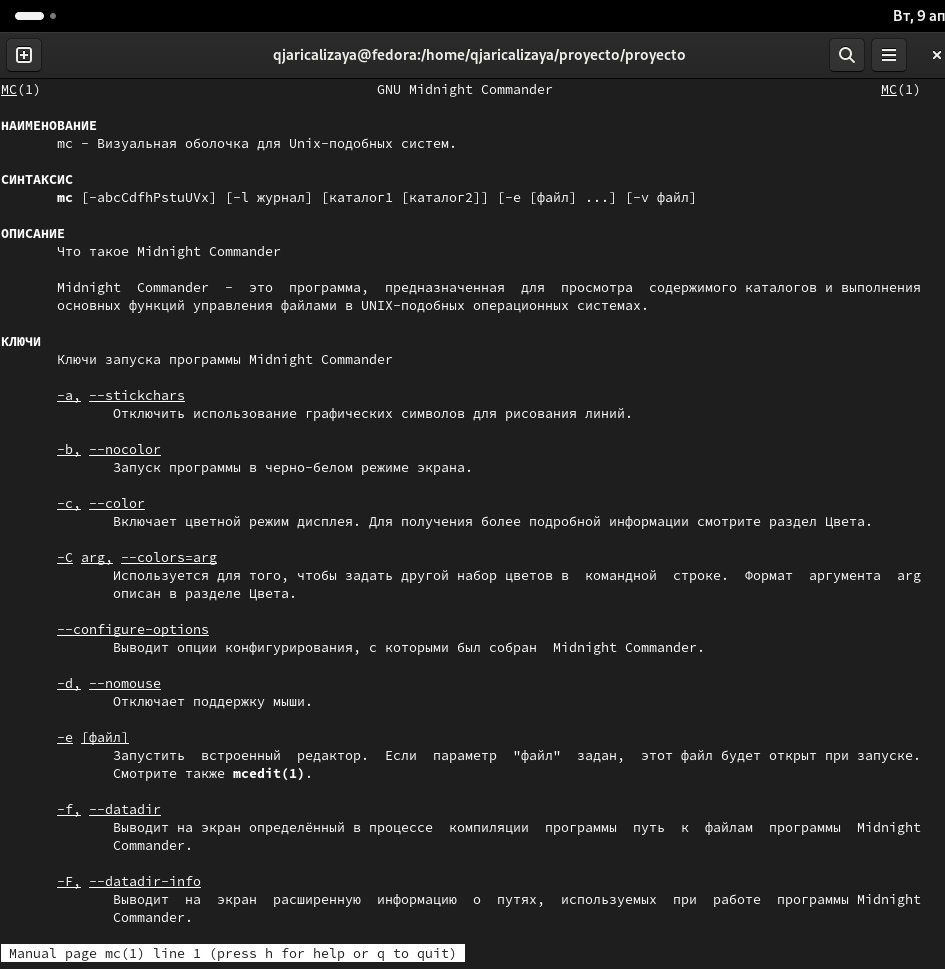 Вт, 9 ап
qjaricalizaya@fedora:/home/qjaricalizaya/proyecto/proyecto
MC(1) GNU Midnight Commander MC(1)
НАИМЕНОВАНИЕ
mc - Визуальная оболочка для Unix-подобных систем.
СИНТАКСИС
mc [-abcCdfhPstuUVx] [-l журнал] [каталог1 [каталог2]] [-e [файл] ...] [-v файл]
ОПИСАНИЕ
Что такое Midnight Commander
Midnight Commander - это программа, предназначенная для просмотра содержимого каталогов и выполнения
основных функций управления файлами в UNIX-подобных операционных системах.
КЛЮЧИ
Ключи запуска программы Midnight Commander
-a, --stickchars
Отключить использование графических символов для рисования линий.
-b, --nocolor
Запуск программы в черно-белом режиме экрана.
-c, --color
Включает цветной режим дисплея. Для получения более подробной информации смотрите раздел Цвета.
-C arg, --colors=arg
Используется для того, чтобы задать другой набор цветов в командной строке. Формат аргумента arg
описан в разделе Цвета.
--configure-options
Выводит опции конфигурирования, с которыми был собран Midnight Commander.
-d, --nomouse
Отключает поддержку мыши.
-e [файл]
Запустить встроенный редактор. Если параметр "файл" задан, этот файл будет открыт при запуске.
Смотрите также mcedit(1).
-f, --datadir
Выводит на экран определённый в процессе компиляции программы путь к файлам программы Midnight
Commander.
-F, --datadir-info
Выводит на экран расширенную информацию о путях, используемых при работе программы Midnight
Commander.
Manual page mc(1) line 1 (press h for help or q to quit)